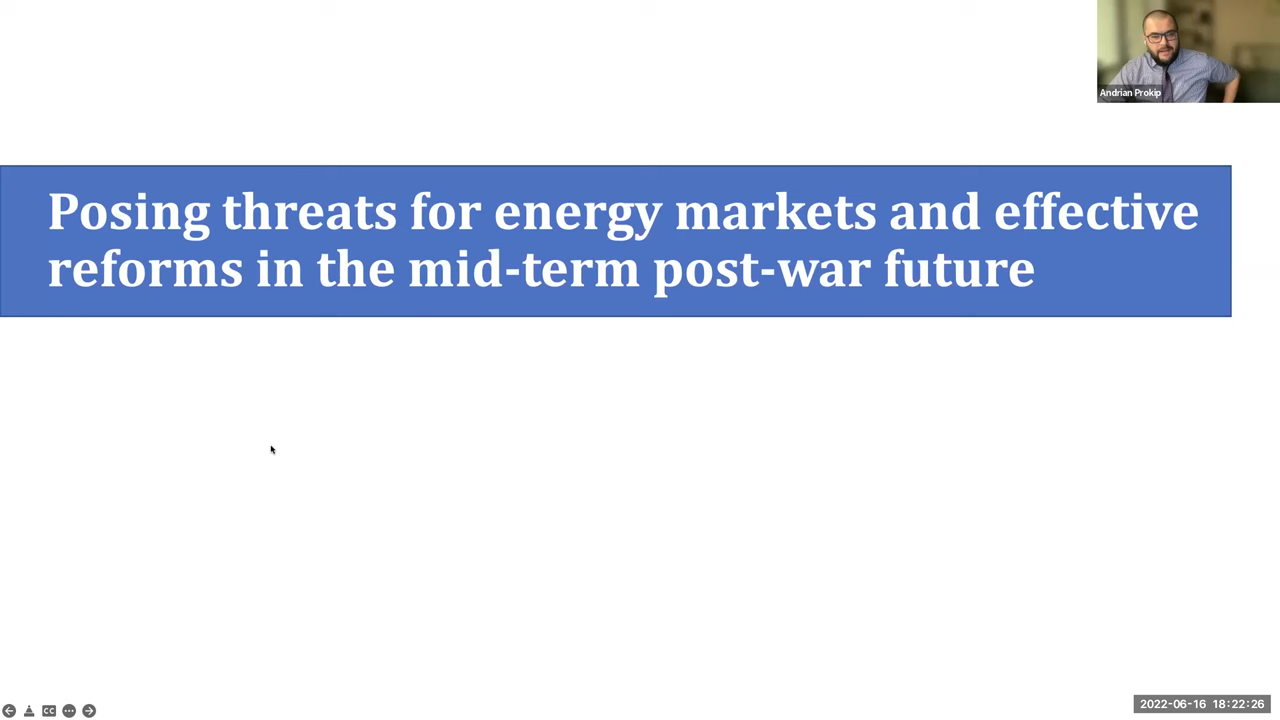 Andrian Prokip
Posing threats for energy markets and effective
reforms in the mid-term post-war future
CC
2022-06-16 18:22:26